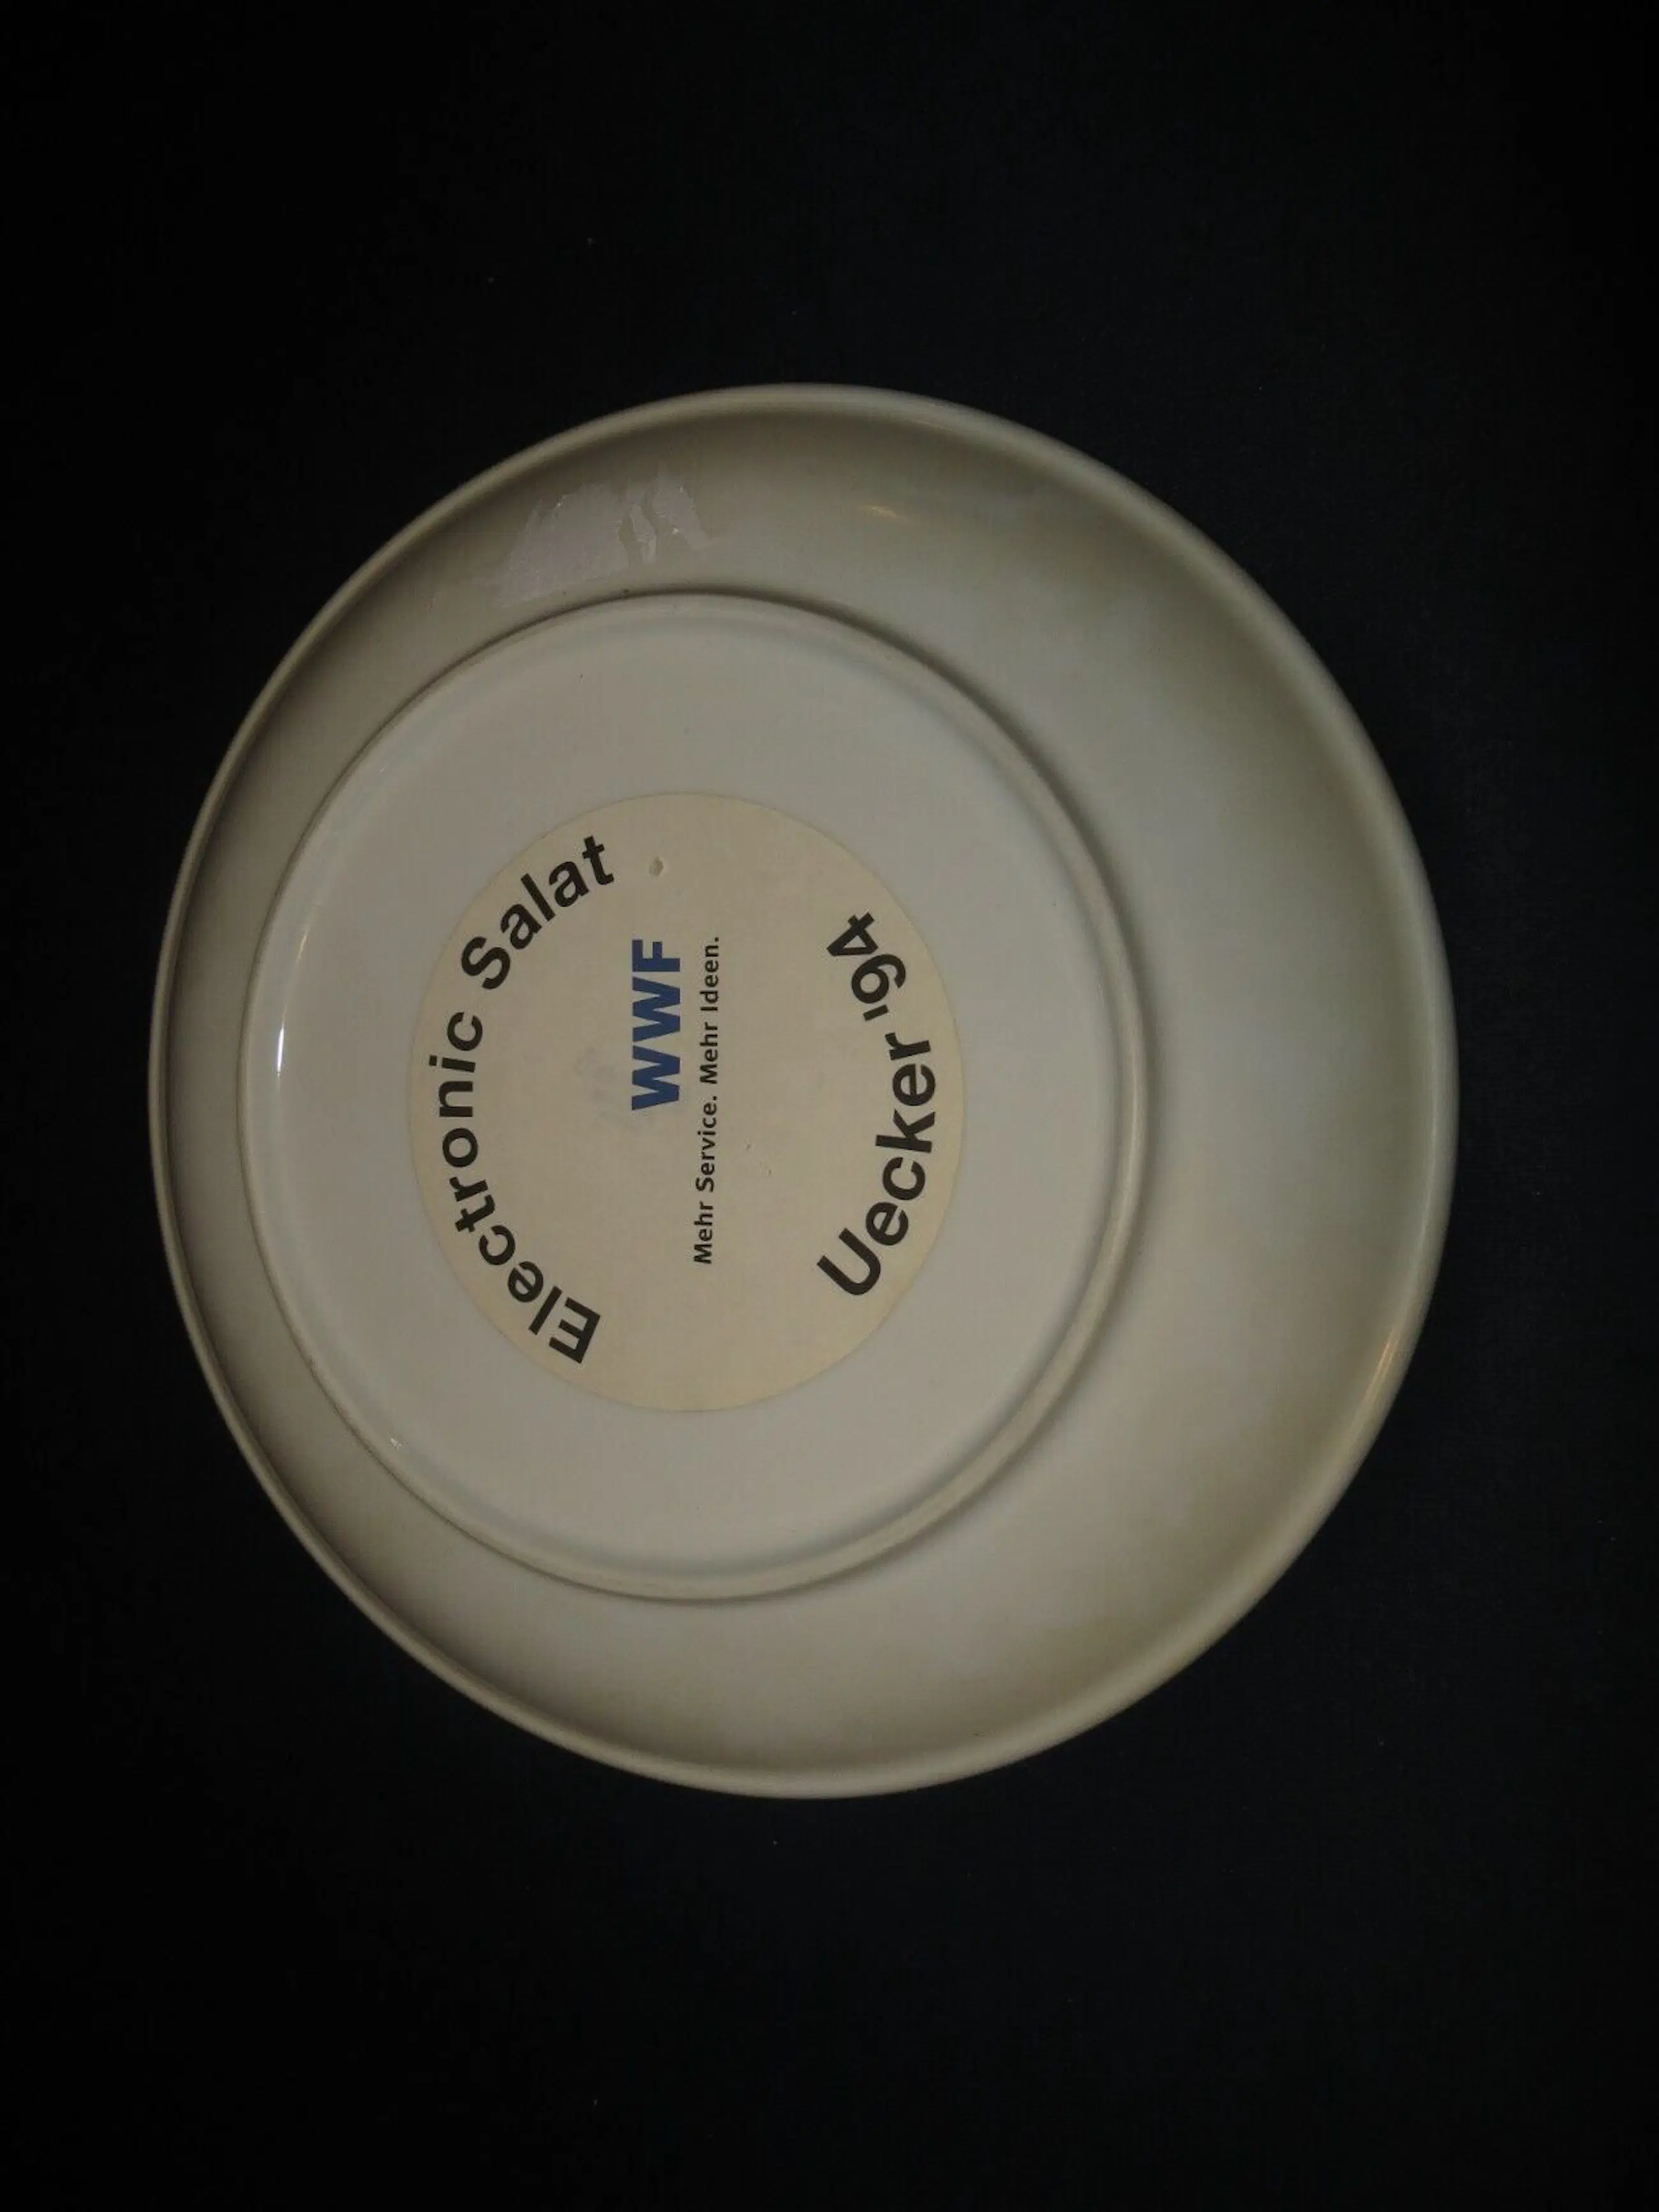 Electronic Salat
WWF
Mehr Service. Mehr Ideen.
Uecker '94